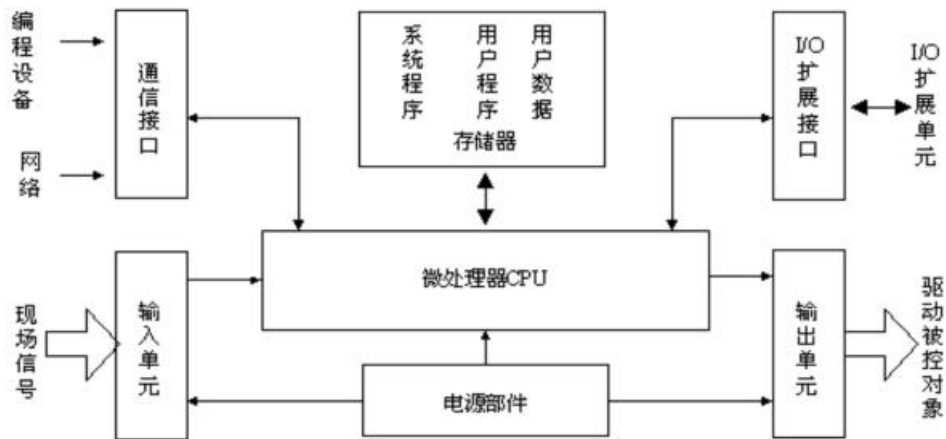 编程设备
网络
通信接口
系统程序
用户程序
用户数据
存储器
I/O扩展接口
I/O扩展单元
微处理器CPU
现场信号
输入单元
输出单元
驱动被控对象
电源部件